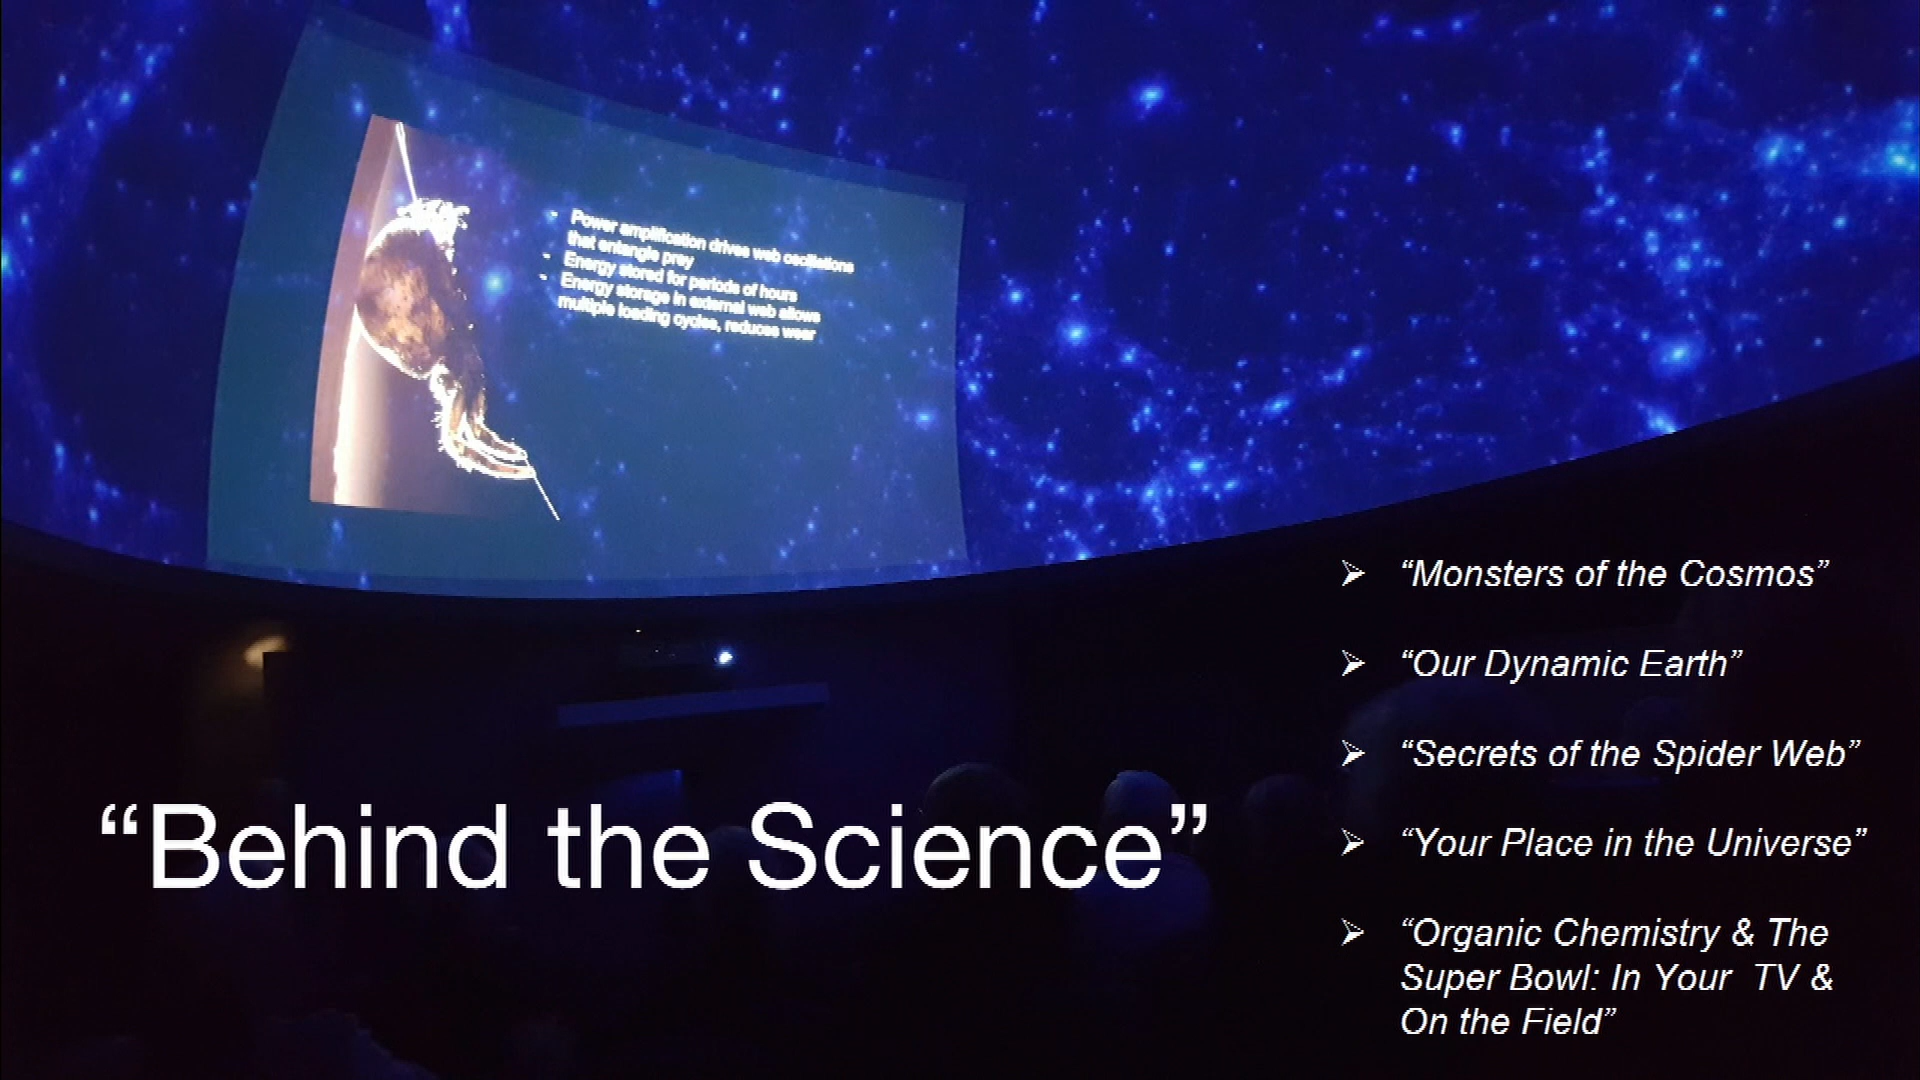 - Power amplification drives web oscillations
that entangle prey
- Energy stored for periods of hours
- Energy storage in external web allows
multiple loading cycles, reduces wear
“Behind the Science”
➢ “Monsters of the Cosmos”
➢ “Our Dynamic Earth”
➢ “Secrets of the Spider Web”
➢ “Your Place in the Universe”
➢ “Organic Chemistry & The
Super Bowl: In Your TV &
On the Field”